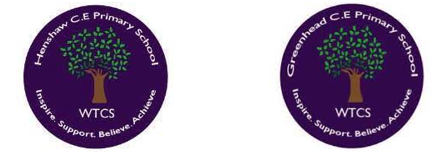 Henshaw C.E Primary School
WTCS
Inspire. Support. Believe. Achieve
Greenhead C.E Primary School
WTCS
Inspire. Support. Believe. Achieve